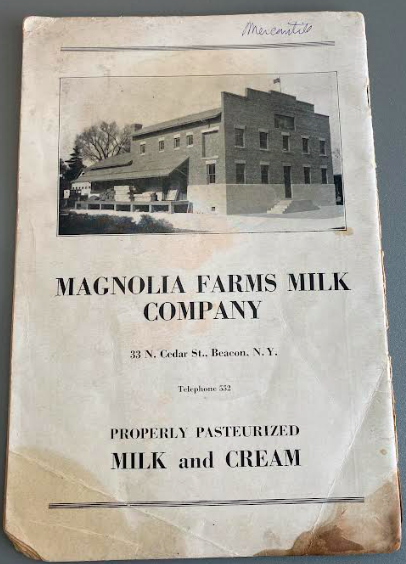 Mercantile
MAGNOLIA FARMS MILK
COMPANY
33 N. Cedar St., Beacon, N. Y.
Telephone 552
PROPERLY PASTEURIZED
MILK and CREAM